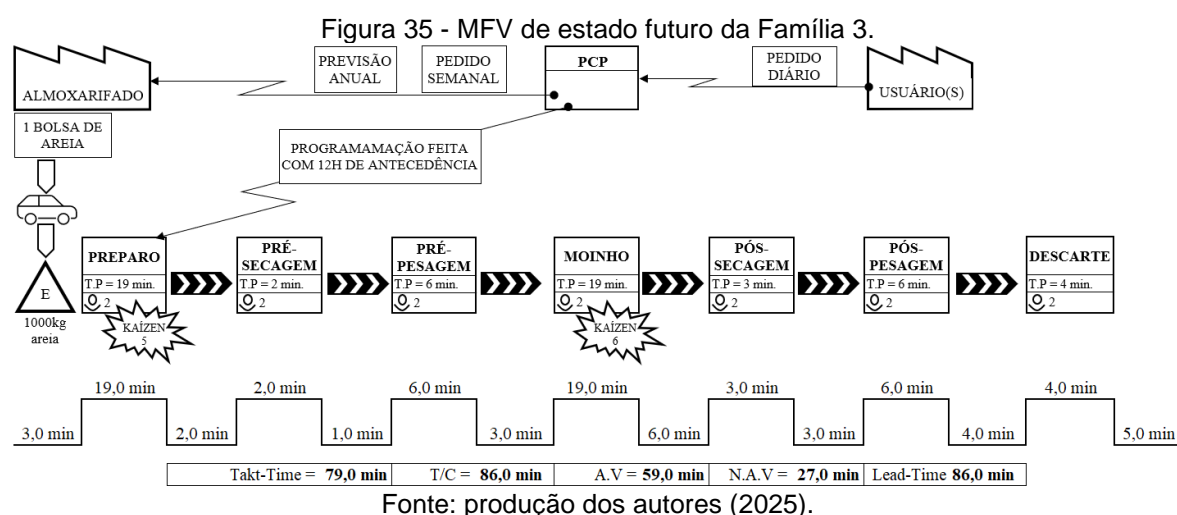 Figura 35 - MFV de estado futuro da Família 3.
ALMOXARIFADO
PREVISÃO
ANUAL
PEDIDO
SEMANAL
PCP
PEDIDO
DIÁRIO
USUÁRIO(S)
1 BOLSA DE
AREIA
PROGRAMAMAÇÃO FEITA
COM 12H DE ANTECEDÊNCIA
E
1000kg
areia
PREPARO
T.P = 19 min.
2
KAÍZEN
5
PRÉ-
SECAGEM
T.P = 2 min.
2
PRÉ-
PESAGEM
T.P = 6 min.
2
MOINHO
T.P = 19 min.
2
KAÍZEN
6
PÓS-
SECAGEM
T.P = 3 min.
2
PÓS-
PESAGEM
T.P = 6 min.
2
DESCARTE
T.P = 4 min.
2
19,0 min 2,0 min 6,0 min 19,0 min 3,0 min 6,0 min 4,0 min
3,0 min 2,0 min 1,0 min 3,0 min 6,0 min 3,0 min 4,0 min 5,0 min
Takt-Time = 79,0 min T/C = 86,0 min A.V = 59,0 min N.A.V = 27,0 min Lead-Time 86,0 min
Fonte: produção dos autores (2025).